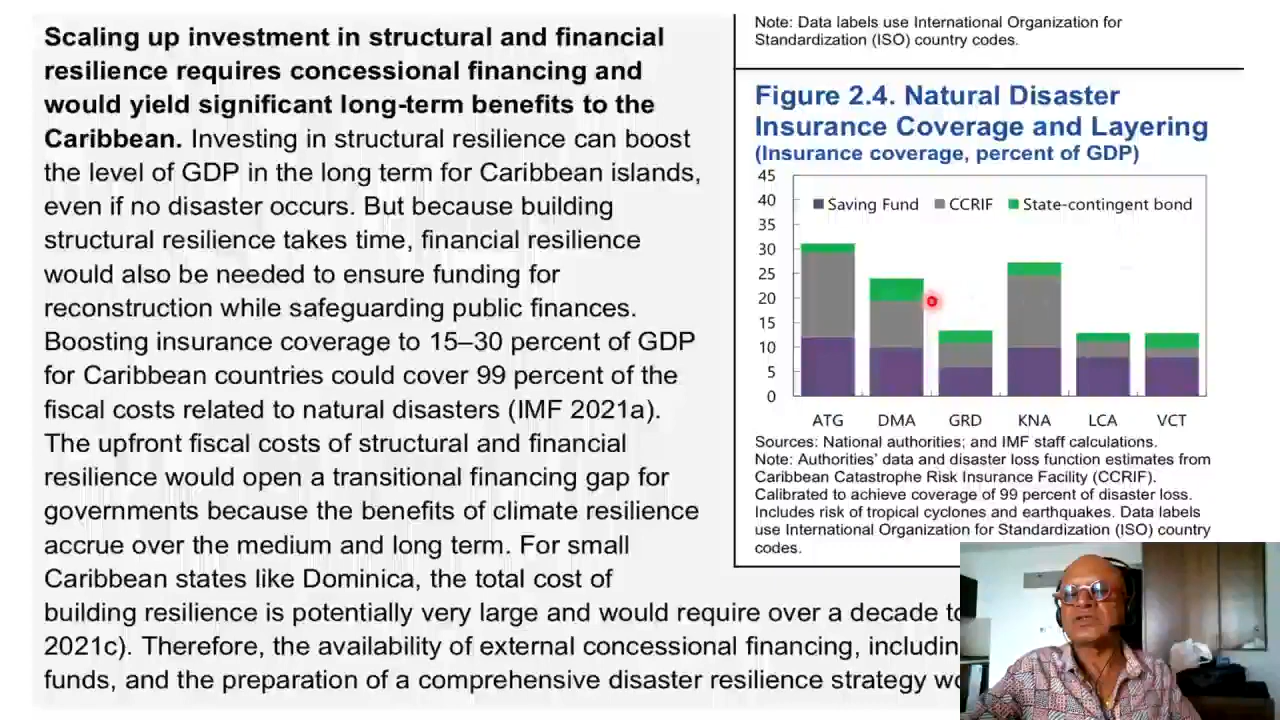 Scaling up investment in structural and financial
resilience requires concessional financing and
would yield significant long-term benefits to the
Caribbean. Investing in structural resilience can boost
the level of GDP in the long term for Caribbean islands,
even if no disaster occurs. But because building
structural resilience takes time, financial resilience
would also be needed to ensure funding for
reconstruction while safeguarding public finances.
Boosting insurance coverage to 15–30 percent of GDP
for Caribbean countries could cover 99 percent of the
fiscal costs related to natural disasters (IMF 2021a).
The upfront fiscal costs of structural and financial
resilience would open a transitional financing gap for
governments because the benefits of climate resilience
accrue over the medium and long term. For small
Caribbean states like Dominica, the total cost of
building resilience is potentially very large and would require over a decade
2021c). Therefore, the availability of external concessional financing,
funds, and the preparation of a comprehensive disaster resilience strategy
Note: Data labels use International Organization for
Standardization (ISO) country codes.
Figure 2.4. Natural Disaster
Insurance Coverage and Layering
(Insurance coverage, percent of GDP)
45
40
35
30
25
20
15
10
5
0
Saving Fund CCRIF State-contingent bond
ATG DMA GRD KNA LCA VCT
Sources: National authorities; and IMF staff calculations.
Note: Authorities' data and disaster loss function estimates from
Caribbean Catastrophe Risk Insurance Facility (CCRIF).
Calibrated to achieve coverage of 99 percent of disaster loss.
Includes risk of tropical cyclones and earthquakes. Data labels
use International Organization for Standardization (ISO) country
codes.